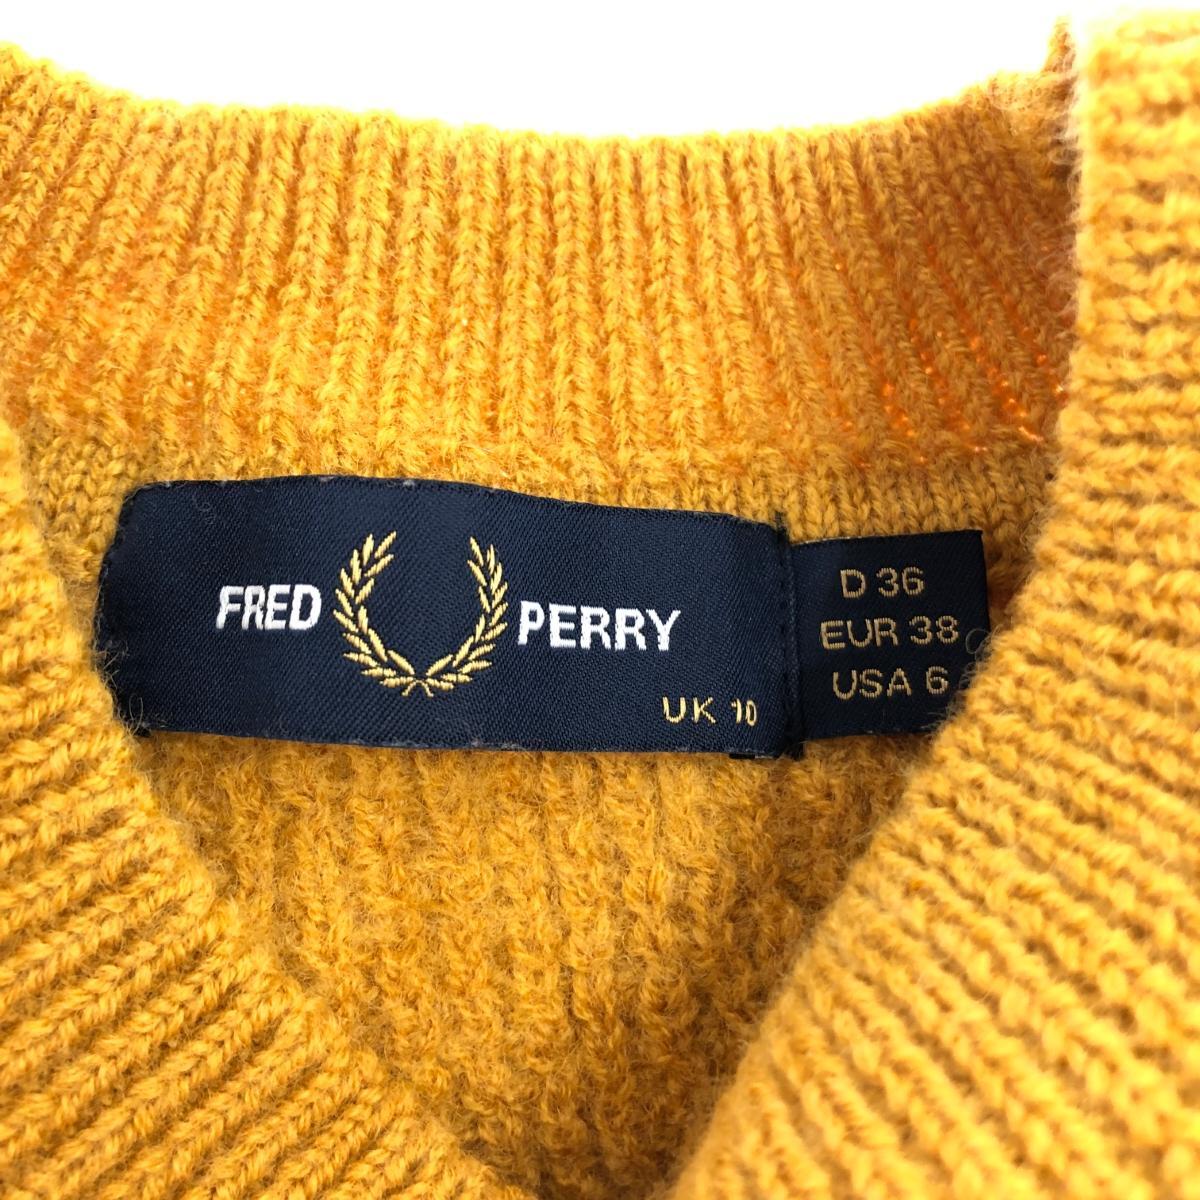 FRED PERRY
UK 10
D 36
EUR 38
USA 6